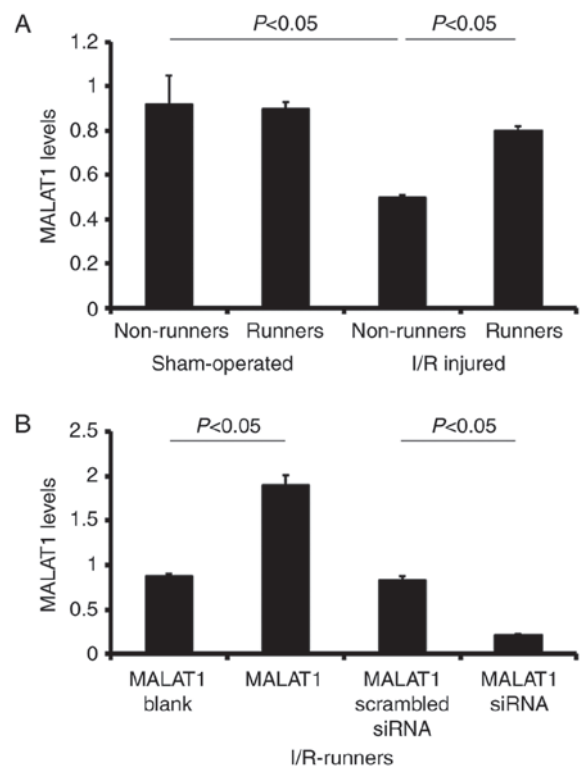 A
P<0.05 P<0.05
MALAT1 levels
1.2
1
0.8
0.6
0.4
0.2
0
Non-runners Runners Non-runners Runners
Sham-operated I/R injured
B
P<0.05 P<0.05
MALAT1 levels
2.5
2
1.5
1
0.5
0
MALAT1 MALAT1 MALAT1 MALAT1
blank scrambled siRNA
siRNA
I/R-runners